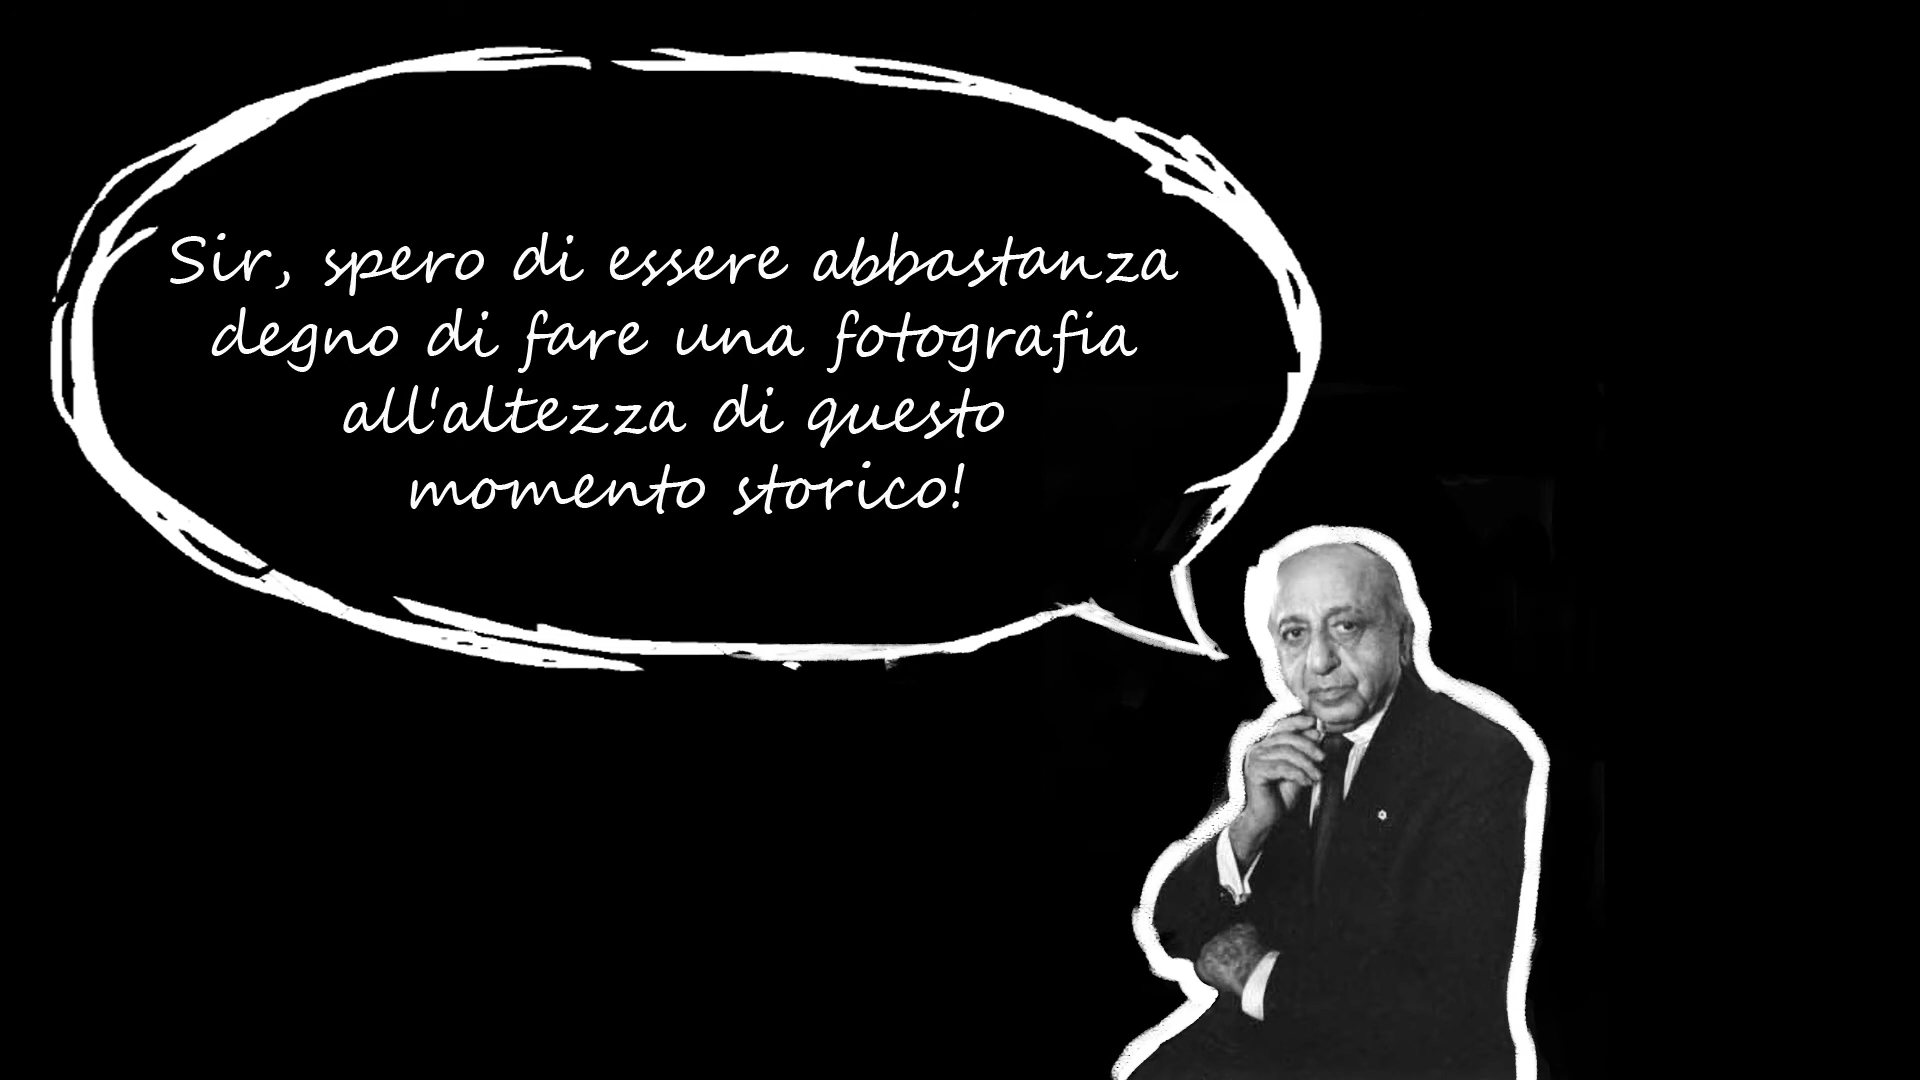 Sir, spero di essere abbastanza
degno di fare una fotografia
all'altezza di questo
momento storico!